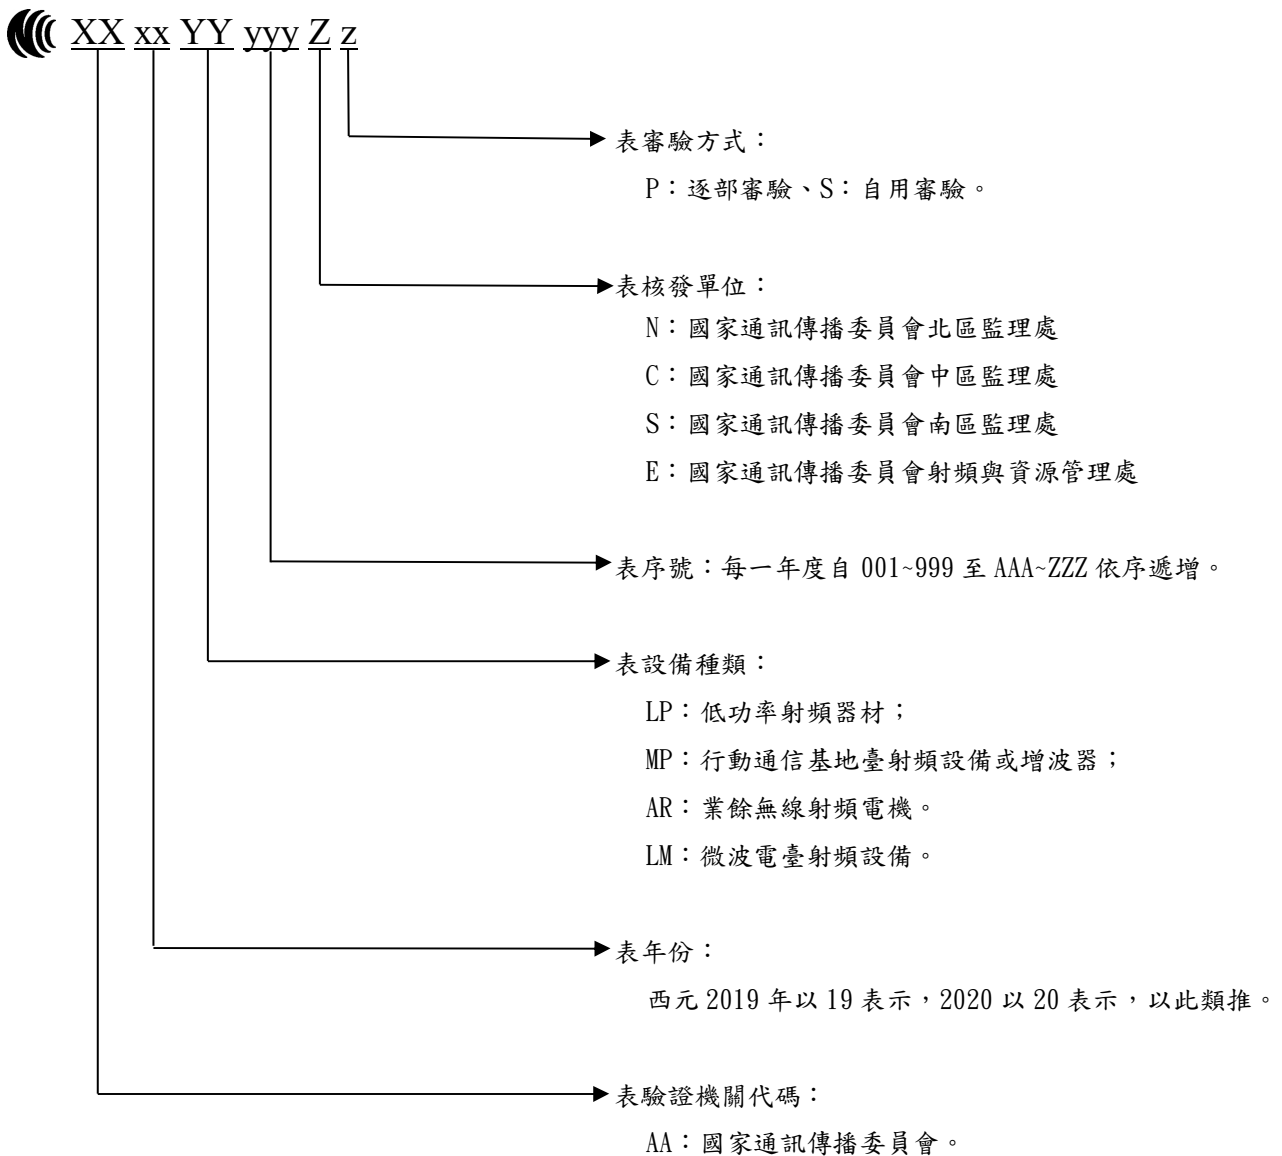 XX xx YY yyy Z z
表審驗方式：
P：逐部審驗、S：自用審驗。
表核發單位：
N：國家通訊傳播委員會北區監理處
C：國家通訊傳播委員會中區監理處
S：國家通訊傳播委員會南區監理處
E：國家通訊傳播委員會射頻與資源管理處
表序號：每一年度自 001~999 至 AAA~ZZZ 依序遞增。
表設備種類：
LP：低功率射頻器材；
MP：行動通信基地臺射頻設備或增波器；
AR：業餘無線射頻電機。
LM：微波電臺射頻設備。
表年份：
西元 2019 年以 19 表示，2020 以 20 表示，以此類推。
表驗證機關代碼：
AA：國家通訊傳播委員會。